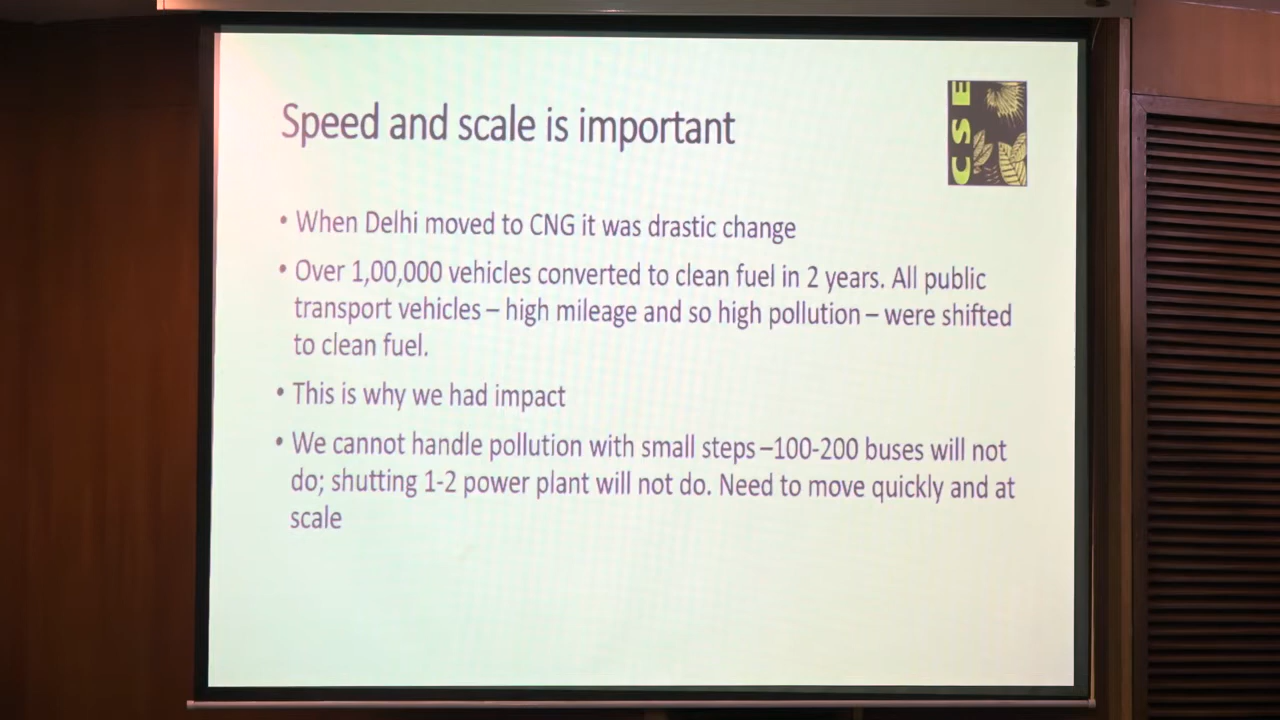 Speed and scale is important
CSE
• When Delhi moved to CNG it was drastic change
• Over 1,00,000 vehicles converted to clean fuel in 2 years. All public
transport vehicles – high mileage and so high pollution – were shifted
to clean fuel.
• This is why we had impact
• We cannot handle pollution with small steps –100-200 buses will not
do; shutting 1-2 power plant will not do. Need to move quickly and at
scale